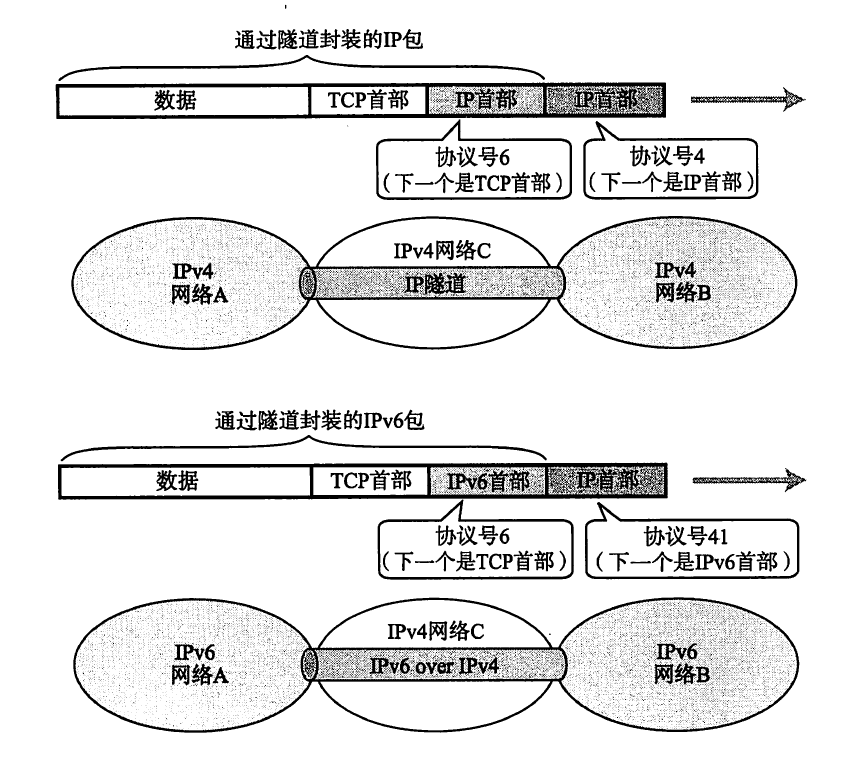 通过隧道封装的IP包
数据 TCP首部 IP首部 IP首部
协议号6
（下一个是TCP首部）
协议号4
（下一个是IP首部）
IPv4
网络A
IPv4网络C
IP隧道
IPv4
网络B
通过隧道封装的IPv6包
数据 TCP首部 IPv6首部 IP首部
协议号6
（下一个是TCP首部）
协议号41
（下一个是IPv6首部）
IPv6
网络A
IPv4网络C
IPv6 over IPv4
IPv6
网络B